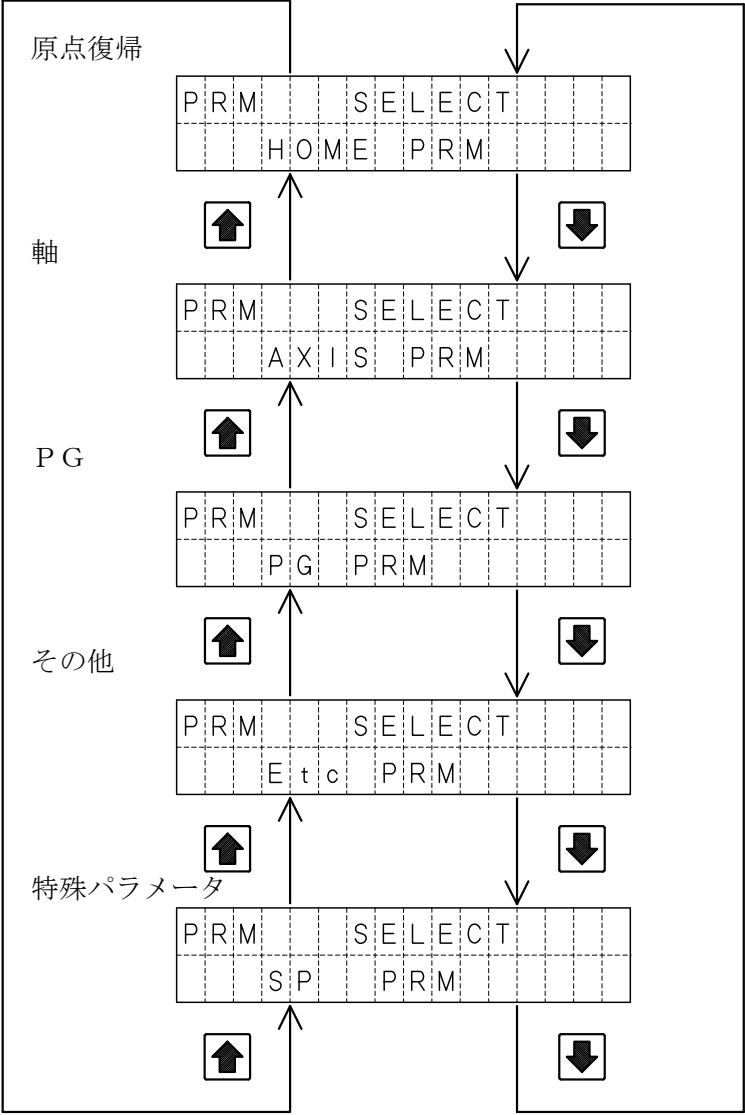 原点復帰
PRM   SELECT
HOME PRM
軸
PRM   SELECT
AXIS PRM
ＰＧ
PRM   SELECT
PG PRM
その他
PRM   SELECT
Etc PRM
特殊パラメータ
PRM   SELECT
SP  PRM